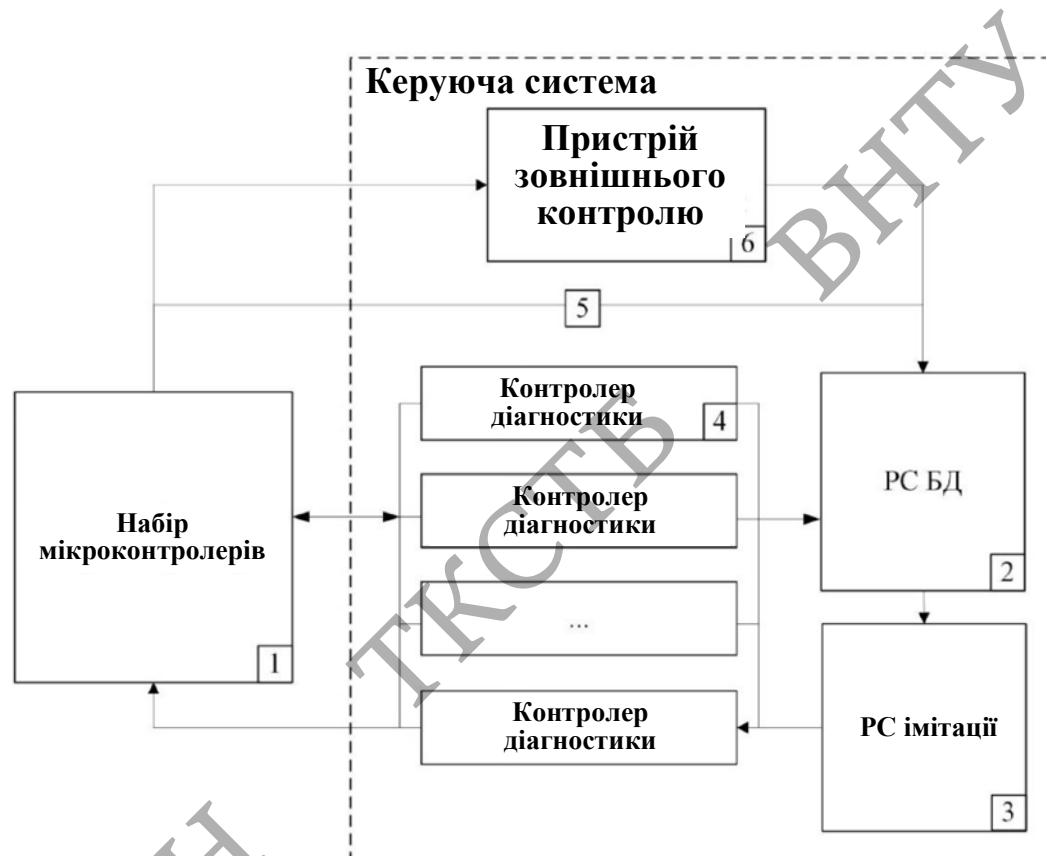 Керуюча система
Пристрій
зовнішнього
контролю
6
5
Контролер
діагностики
4
Контролер
діагностики
...
Контролер
діагностики
Набір
мікроконтролерів
1
РС БД
2
РС імітації
3
ВНТУ
ТКСТБ
Н